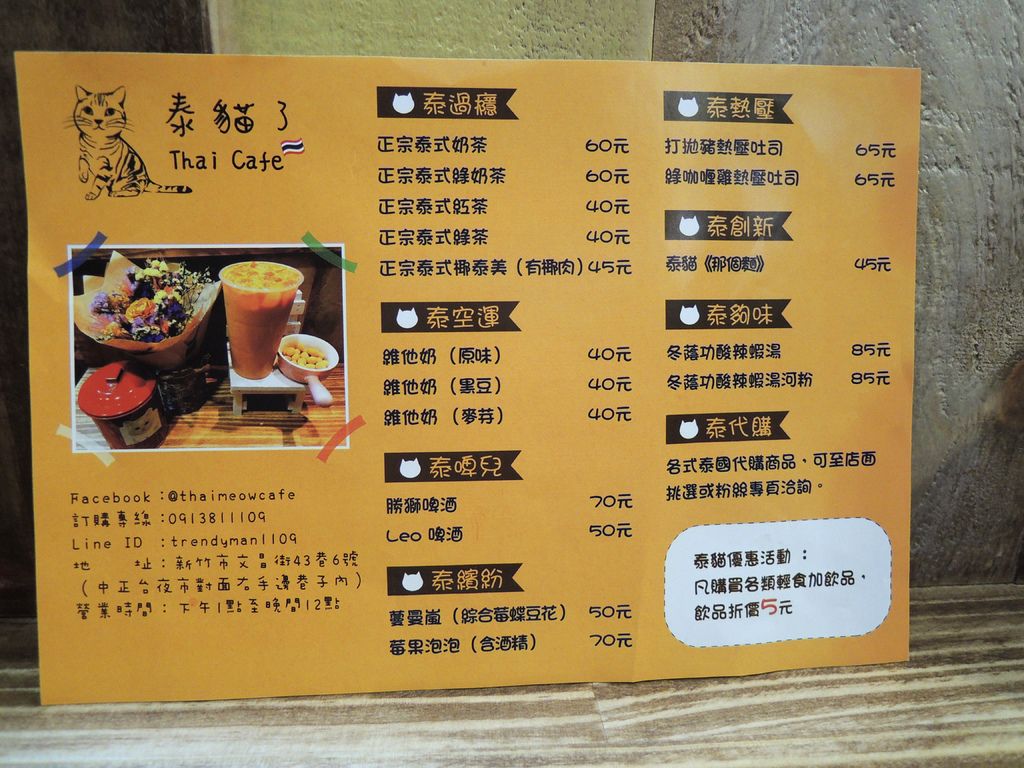 泰貓了
Thai Cafe
Facebook：@thaimeowcafe
訂購專線：0913811109
Line ID ：trendyman1109
地　　址：新竹市文昌街43巷6號
（中正台夜市對面右手邊巷子內）
營業時間：下午1點至晚間12點
泰過癮
正宗泰式奶茶 60元
正宗泰式綠奶茶 60元
正宗泰式紅茶 40元
正宗泰式綠茶 40元
正宗泰式椰泰美（有椰肉）45元
泰空運
維他奶（原味） 40元
維他奶（黑豆） 40元
維他奶（麥芽） 40元
泰啤兒
勝獅啤酒 70元
Leo 啤酒 50元
泰繽紛
蔓曼嵐（綜合莓蝶豆花） 50元
莓果泡泡（含酒精） 70元
泰熱壓
打拋豬熱壓吐司 65元
綠咖喱雞熱壓吐司 65元
泰創新
泰貓《那個麵》 45元
泰夠味
冬蔭功酸辣蝦湯 85元
冬蔭功酸辣蝦湯河粉 85元
泰代購
各式泰國代購商品，可至店面
挑選或粉絲專頁洽詢。
泰貓優惠活動：
凡購買各類輕食加飲品，
飲品折價5元